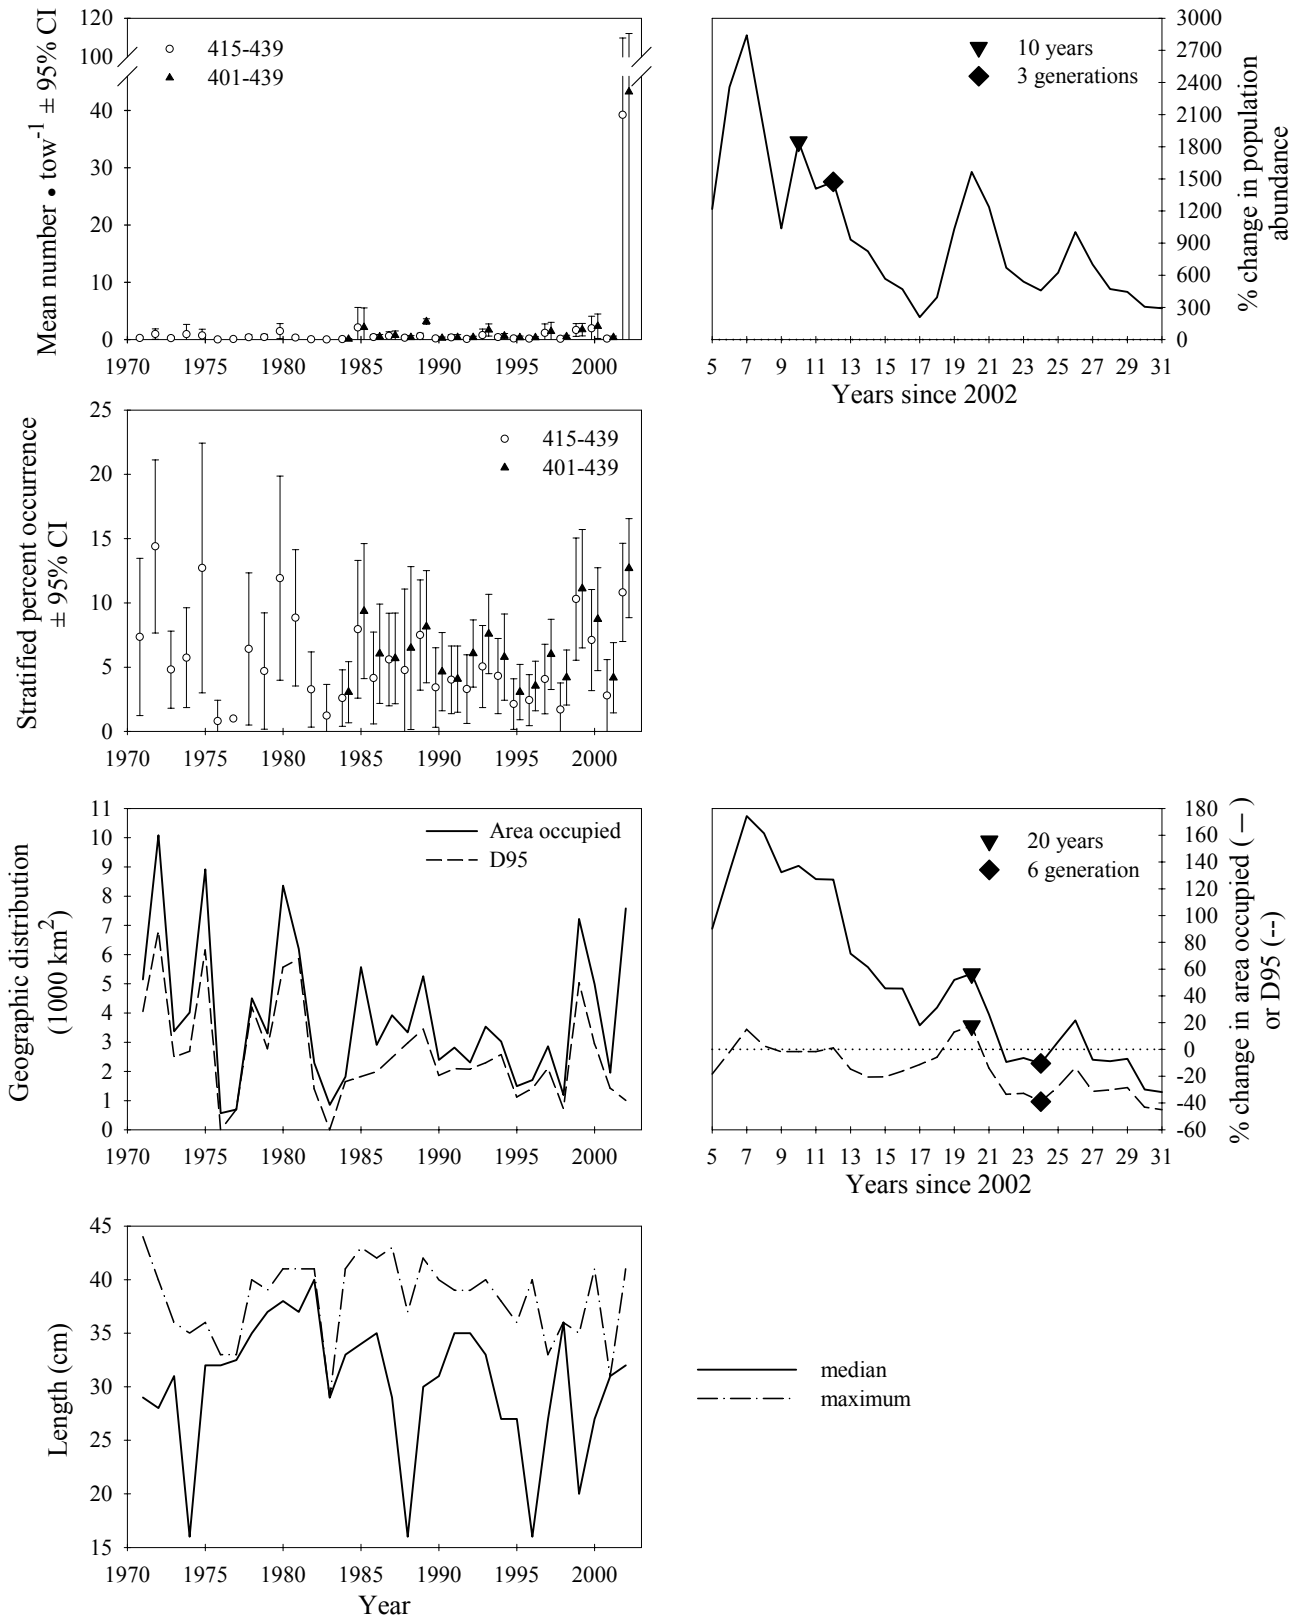 Mean number • tow-1 ± 95% CI
120
100
40
30
20
10
0
415-439
401-439
1970 1975 1980 1985 1990 1995 2000
10 years
3 generations
3000
2700
2400
2100
1800
1500
1200
900
600
300
0
% change in population
abundance
5 7 9 11 13 15 17 19 21 23 25 27 29 31
Years since 2002
Stratified percent occurrence
± 95% CI
25
20
15
10
5
0
415-439
401-439
1970 1975 1980 1985 1990 1995 2000
Geographic distribution
(1000 km2)
11
10
9
8
7
6
5
4
3
2
1
0
Area occupied
D95
1970 1975 1980 1985 1990 1995 2000
20 years
6 generation
180
160
140
120
100
80
60
40
20
0
-20
-40
-60
% change in area occupied (—)
or D95 (--)
5 7 9 11 13 15 17 19 21 23 25 27 29 31
Years since 2002
Length (cm)
45
40
35
30
25
20
15
1970 1975 1980 1985 1990 1995 2000
Year
median
maximum